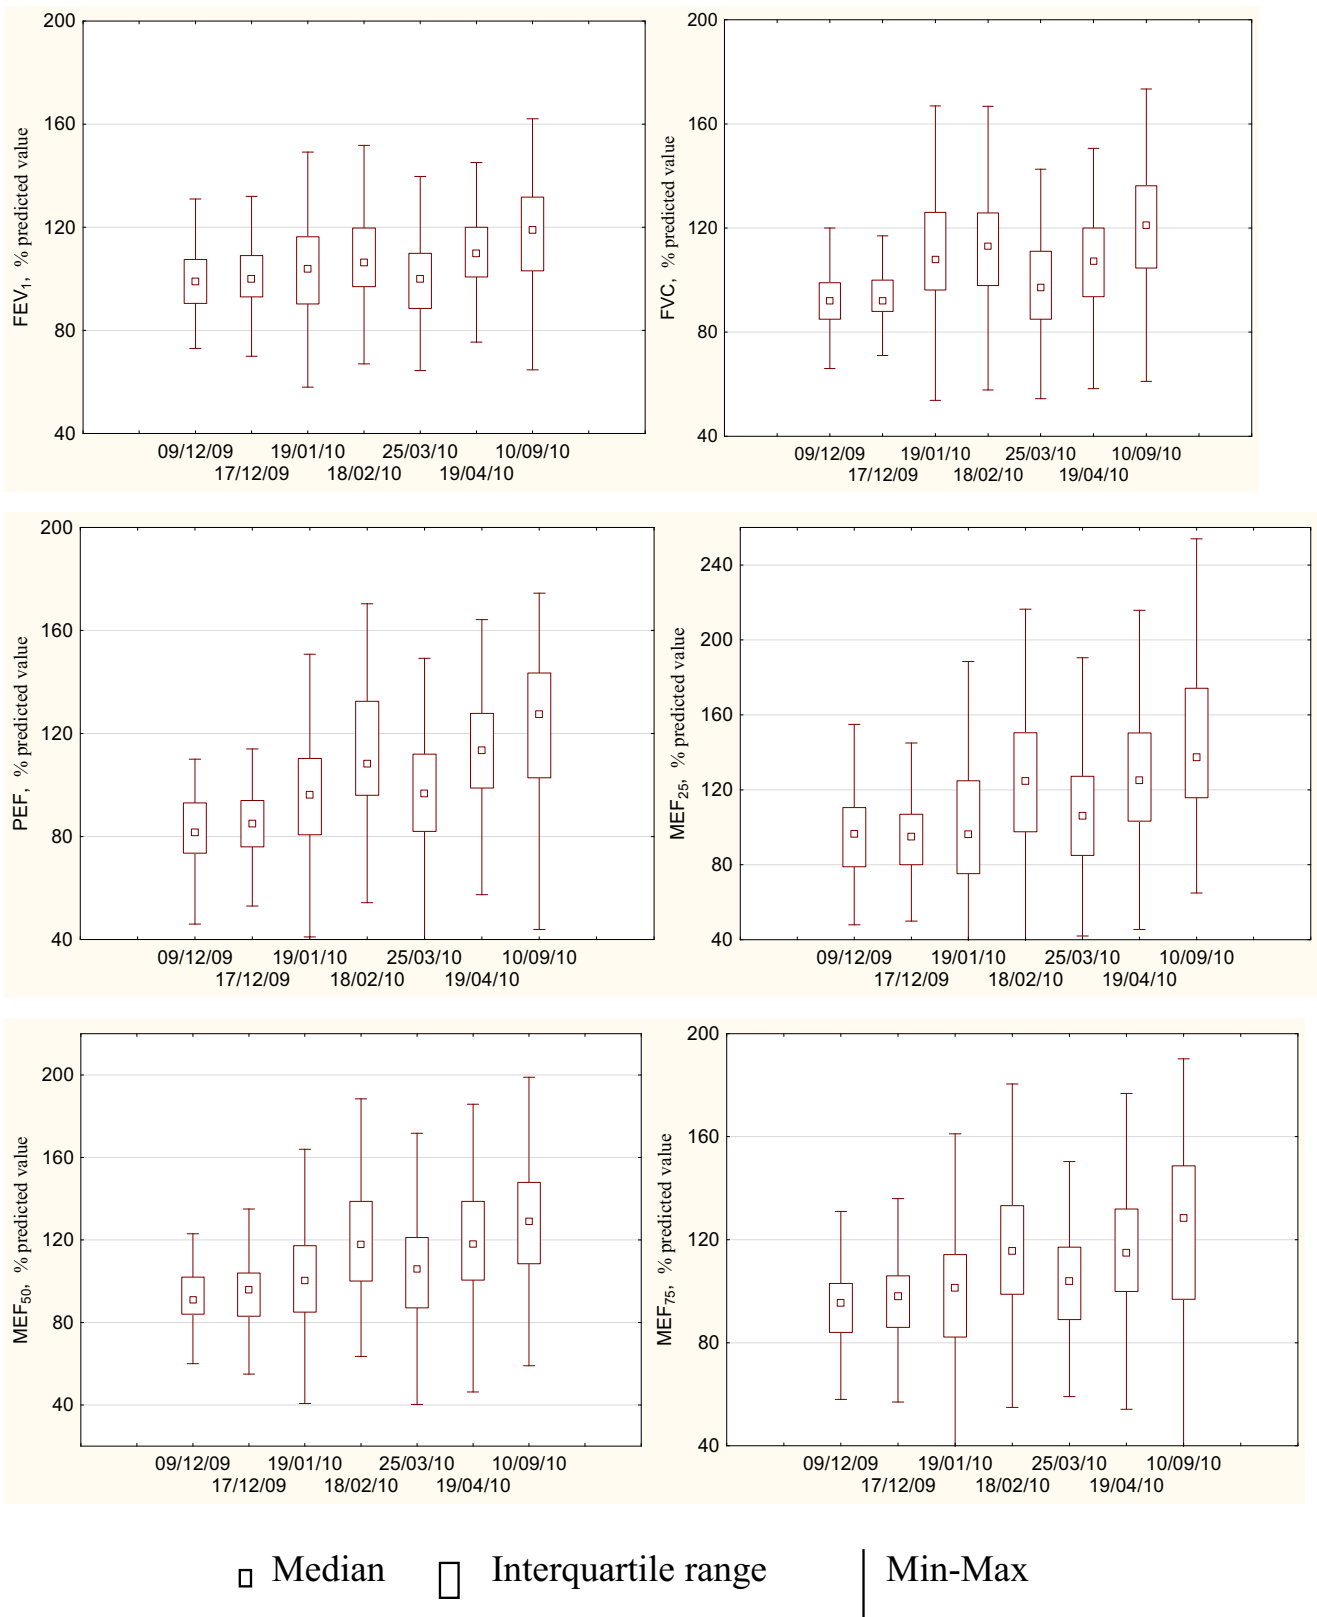 200
160
120
80
40
FEV1, % predicted value
09/12/09 19/01/10 25/03/10 10/09/10
17/12/09 18/02/10 19/04/10
200
160
120
80
40
FVC, % predicted value
09/12/09 19/01/10 25/03/10 10/09/10
17/12/09 18/02/10 19/04/10
200
160
120
80
40
PEF, % predicted value
09/12/09 19/01/10 25/03/10 10/09/10
17/12/09 18/02/10 19/04/10
240
200
160
120
80
40
MEF25, % predicted value
09/12/09 19/01/10 25/03/10 10/09/10
17/12/09 18/02/10 19/04/10
200
160
120
80
40
MEF50, % predicted value
09/12/09 19/01/10 25/03/10 10/09/10
17/12/09 18/02/10 19/04/10
200
160
120
80
40
MEF75, % predicted value
09/12/09 19/01/10 25/03/10 10/09/10
17/12/09 18/02/10 19/04/10
Median Interquartile range Min-Max